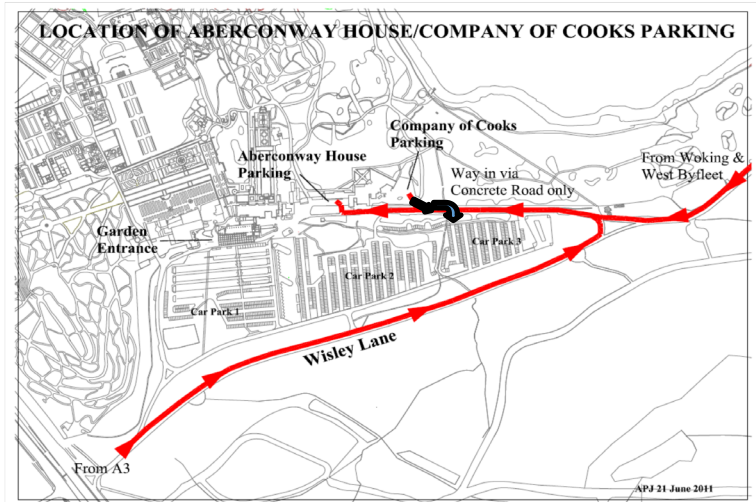 LOCATION OF ABERCONWAY HOUSE/COMPANY OF COOKS PARKING
Company of Cooks
Parking
Aberconway House
Parking
Way in via
Concrete Road only
From Woking &
West Byfleet
Garden
Entrance
Car Park 3
Car Park 2
Car Park 1
Wisley Lane
From A3
APJ 21 June 2011